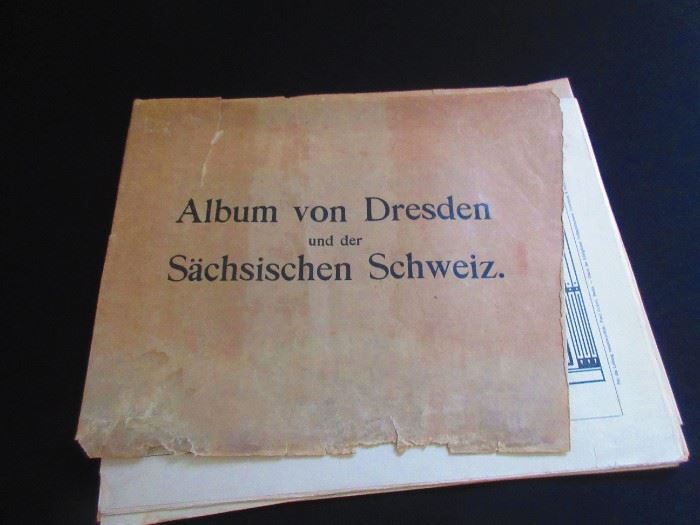 Album von Dresden
und der
Sächsischen Schweiz.